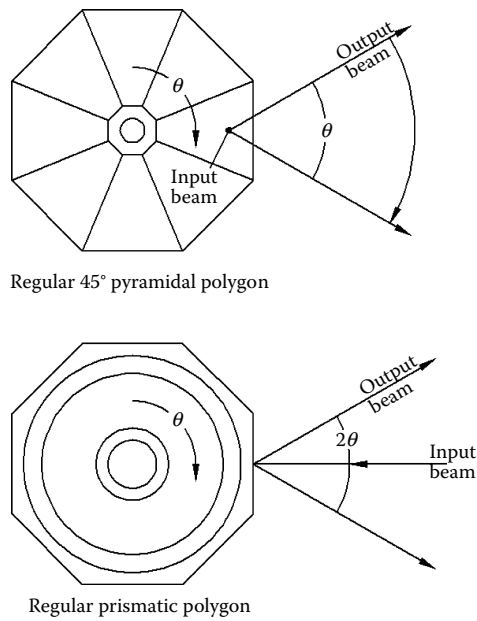 Output
beam
θ
θ
Input
beam
Regular 45° pyramidal polygon
Output
beam
θ
2θ
Input
beam
Regular prismatic polygon